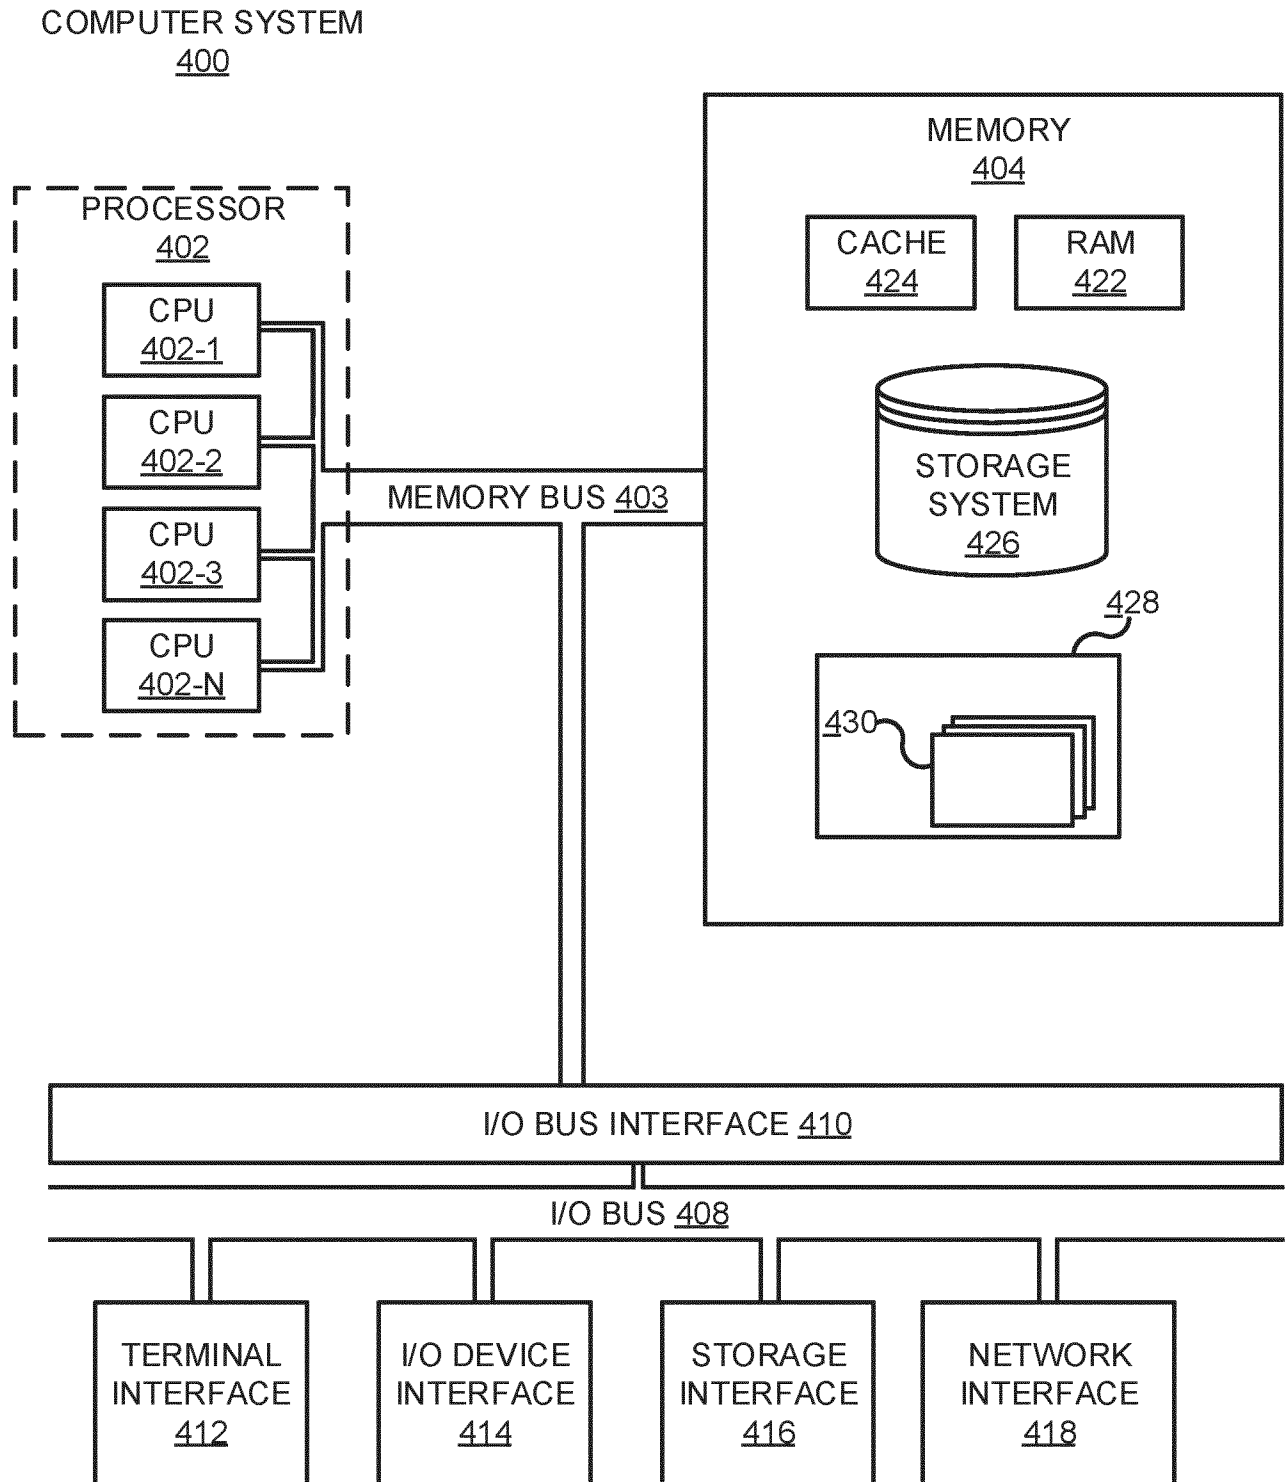 COMPUTER SYSTEM
400
MEMORY
404
PROCESSOR
402
CACHE
424
RAM
422
CPU
402-1
CPU
402-2
CPU
402-3
CPU
402-N
MEMORY BUS 403
STORAGE
SYSTEM
426
428
430
I/O BUS INTERFACE 410
I/O BUS 408
TERMINAL
INTERFACE
412
I/O DEVICE
INTERFACE
414
STORAGE
INTERFACE
416
NETWORK
INTERFACE
418